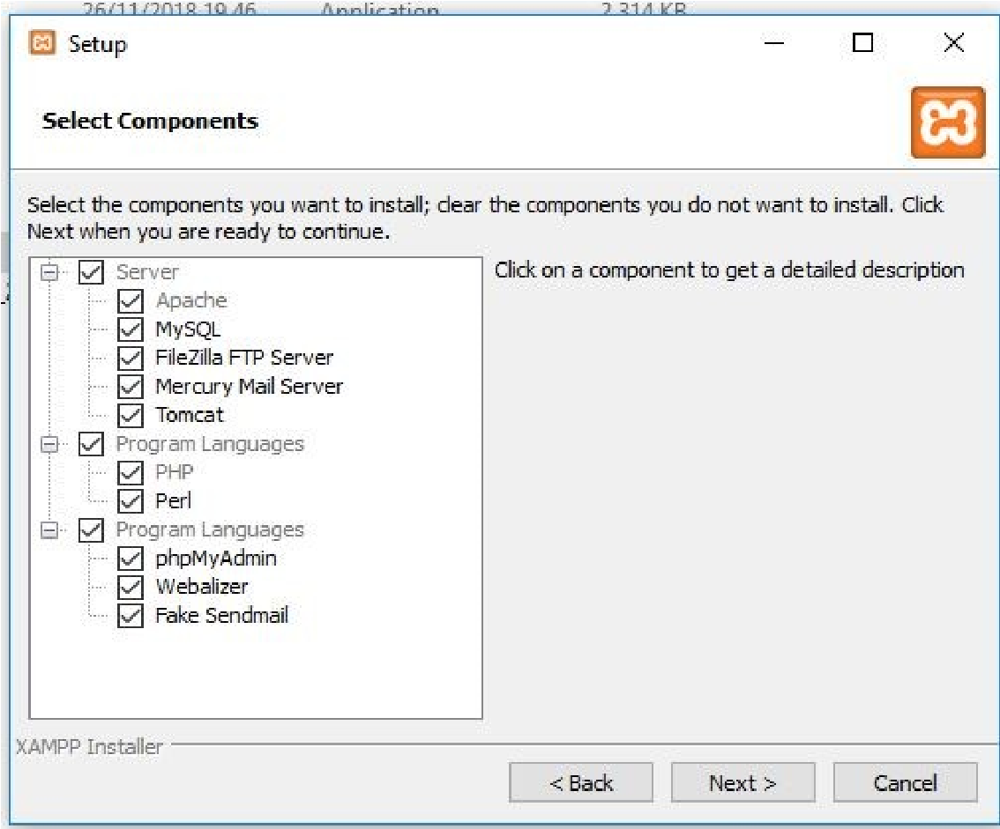 26/11/2018 19.46 Application 2.314 KB
Setup
Select Components
Select the components you want to install; clear the components you do not want to install. Click
Next when you are ready to continue.
Server
Click on a component to get a detailed description
Apache
MySQL
FileZilla FTP Server
Mercury Mail Server
Tomcat
Program Languages
PHP
Perl
Program Languages
phpMyAdmin
Webalizer
Fake Sendmail
XAMPP Installer
< Back Next > Cancel